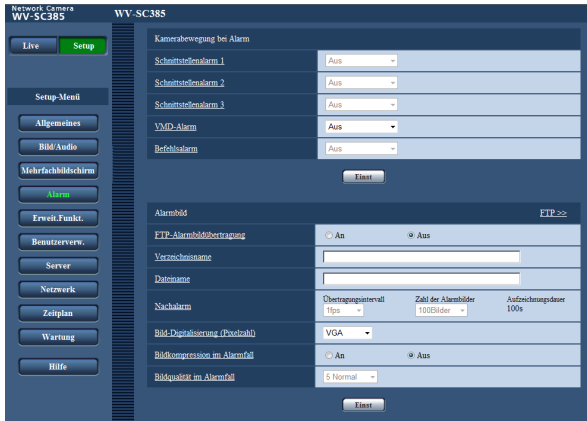 Network Camera
WV-SC385
WV-SC385
Live
Setup
Setup-Menü
Allgemeines
Bild/Audio
Mehrfachbildschirm
Alarm
Erweit.Funkt.
Benutzerverw.
Server
Netzwerk
Zeitplan
Wartung
Hilfe
Kamerabewegung bei Alarm
Schnittstellenalarm 1 Aus
Schnittstellenalarm 2 Aus
Schnittstellenalarm 3 Aus
VMD-Alarm Aus
Befehlsalarm Aus
Einst
Alarmbild FTP >>
FTP-Alarmbildübertragung An Aus
Verzeichnisname
Dateiname
Nachalarm
Übertragungsintervall Zahl der Alarmbilder Aufzeichnungsdauer
1fps 100Bilder 100s
Bild-Digitalisierung (Pixelzahl) VGA
Bildkompression im Alarmfall An Aus
Bildqualität im Alarmfall 5 Normal
Einst